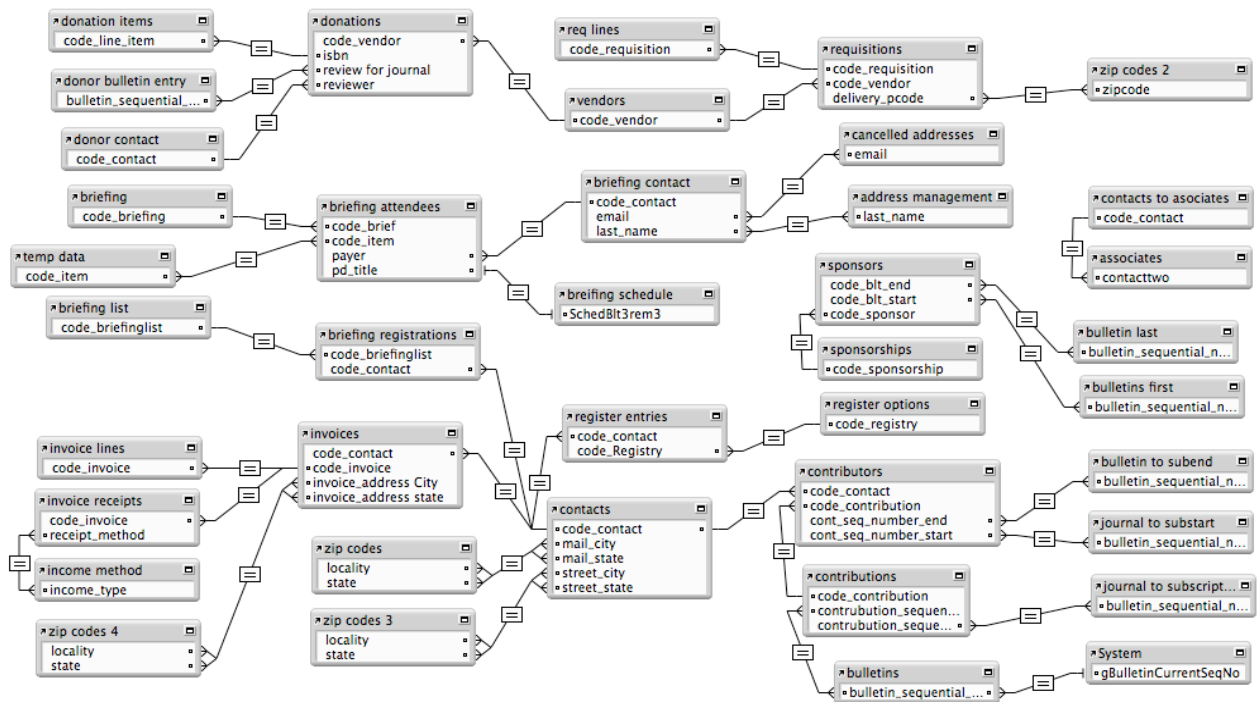 donation items
code_line_item
donor bulletin entry
bulletin_sequential_...
donor contact
code_contact
donations
code_vendor
isbn
review for journal
reviewer
req lines
code_requisition
vendors
code_vendor
requisitions
code_requisition
code_vendor
delivery_pcode
zip codes 2
zipcode
cancelled addresses
email
briefing
code_briefing
temp data
code_item
briefing list
code_briefinglist
briefing attendees
code_brief
code_item
payer
pd_title
briefing contact
code_contact
email
last_name
address management
last_name
contacts to asociates
code_contact
associates
contacttwo
breifing schedule
SchedBlt3rem3
sponsors
code_blt_end
code_blt_start
code_sponsor
sponsorships
code_sponsorship
bulletin last
bulletin_sequential_n...
bulletins first
bulletin_sequential_n...
briefing registrations
code_briefinglist
code_contact
register entries
code_contact
code_Registry
register options
code_registry
invoice lines
code_invoice
invoice receipts
code_invoice
receipt_method
income method
income_type
zip codes 4
locality
state
invoices
code_contact
code_invoice
invoice_address City
invoice_address state
zip codes
locality
state
zip codes 3
locality
state
contacts
code_contact
mail_city
mail_state
street_city
street_state
contributors
code_contact
code_contribution
cont_seq_number_end
cont_seq_number_start
contributions
code_contribution
contrubution_sequen...
contrubution_seque...
bulletins
bulletin_sequential_...
bulletin to subend
bulletin_sequential_n...
journal to substart
bulletin_sequential_n...
journal to subscript...
bulletin_sequential_n...
System
gBulletinCurrentSeqNo